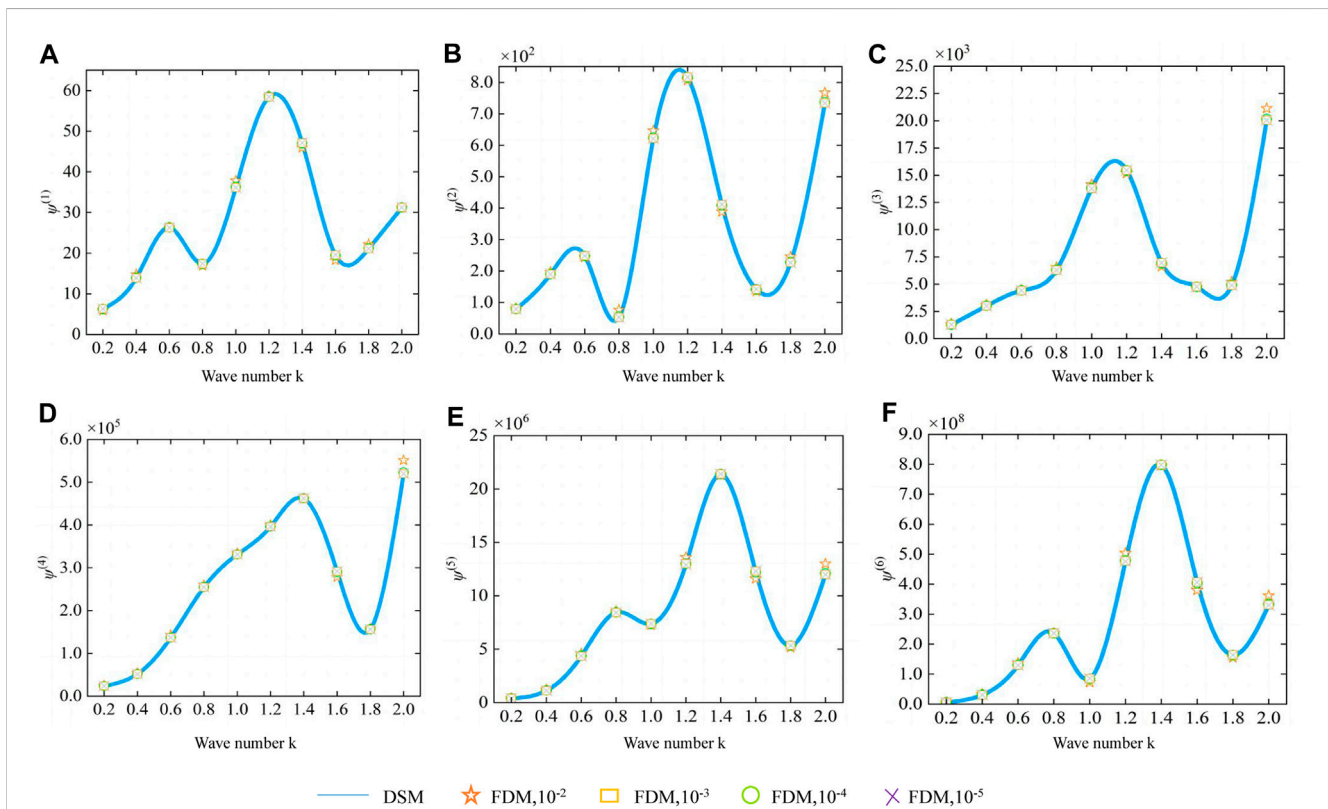 A
ψ(1)
60
50
40
30
20
10
0
0.2 0.4 0.6 0.8 1.0 1.2 1.4 1.6 1.8 2.0
Wave number k
B
×10²
ψ(2)
8.0
7.0
6.0
5.0
4.0
3.0
2.0
1.0
0.0
0.2 0.4 0.6 0.8 1.0 1.2 1.4 1.6 1.8 2.0
Wave number k
C
×10³
ψ(3)
25.0
22.5
20.0
17.5
15.0
12.5
10.0
7.5
5.0
2.5
0.0
0.2 0.4 0.6 0.8 1.0 1.2 1.4 1.6 1.8 2.0
Wave number k
D
×10⁵
ψ(4)
6.0
5.0
4.0
3.0
2.0
1.0
0.0
0.2 0.4 0.6 0.8 1.0 1.2 1.4 1.6 1.8 2.0
Wave number k
E
×10⁶
ψ(5)
25
20
15
10
5
0
0.2 0.4 0.6 0.8 1.0 1.2 1.4 1.6 1.8 2.0
Wave number k
F
×10⁸
ψ(6)
9.0
8.0
7.0
6.0
5.0
4.0
3.0
2.0
1.0
0.0
0.2 0.4 0.6 0.8 1.0 1.2 1.4 1.6 1.8 2.0
Wave number k
DSM FDM,10⁻² FDM,10⁻³ FDM,10⁻⁴ FDM,10⁻⁵